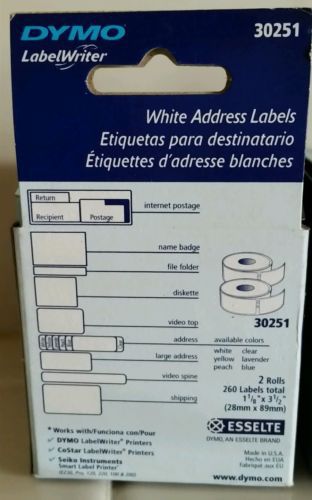 DYMO
LabelWriter
30251
White Address Labels
Etiquetas para destinatario
Étiquettes d'adresse blanches
Return
Recipient
Postage
internet postage
name badge
file folder
diskette
video top
30251
address
available colors
white clear
yellow lavender
peach blue
large address
video spine
2 Rolls
260 Labels total
1 1/8" x 3 1/2"
(28mm x 89mm)
shipping
* Works with/Funciona con/Pour
✓ DYMO LabelWriter® Printers
✓ CoStar LabelWriter® Printers
✓ Seiko Instruments
Smart Label Printer®
ESSELTE
DYMO, AN ESSELTE BRAND
Made in U.S.A.
Hecho en EUA
Fabriqué aux EU
www.dymo.com